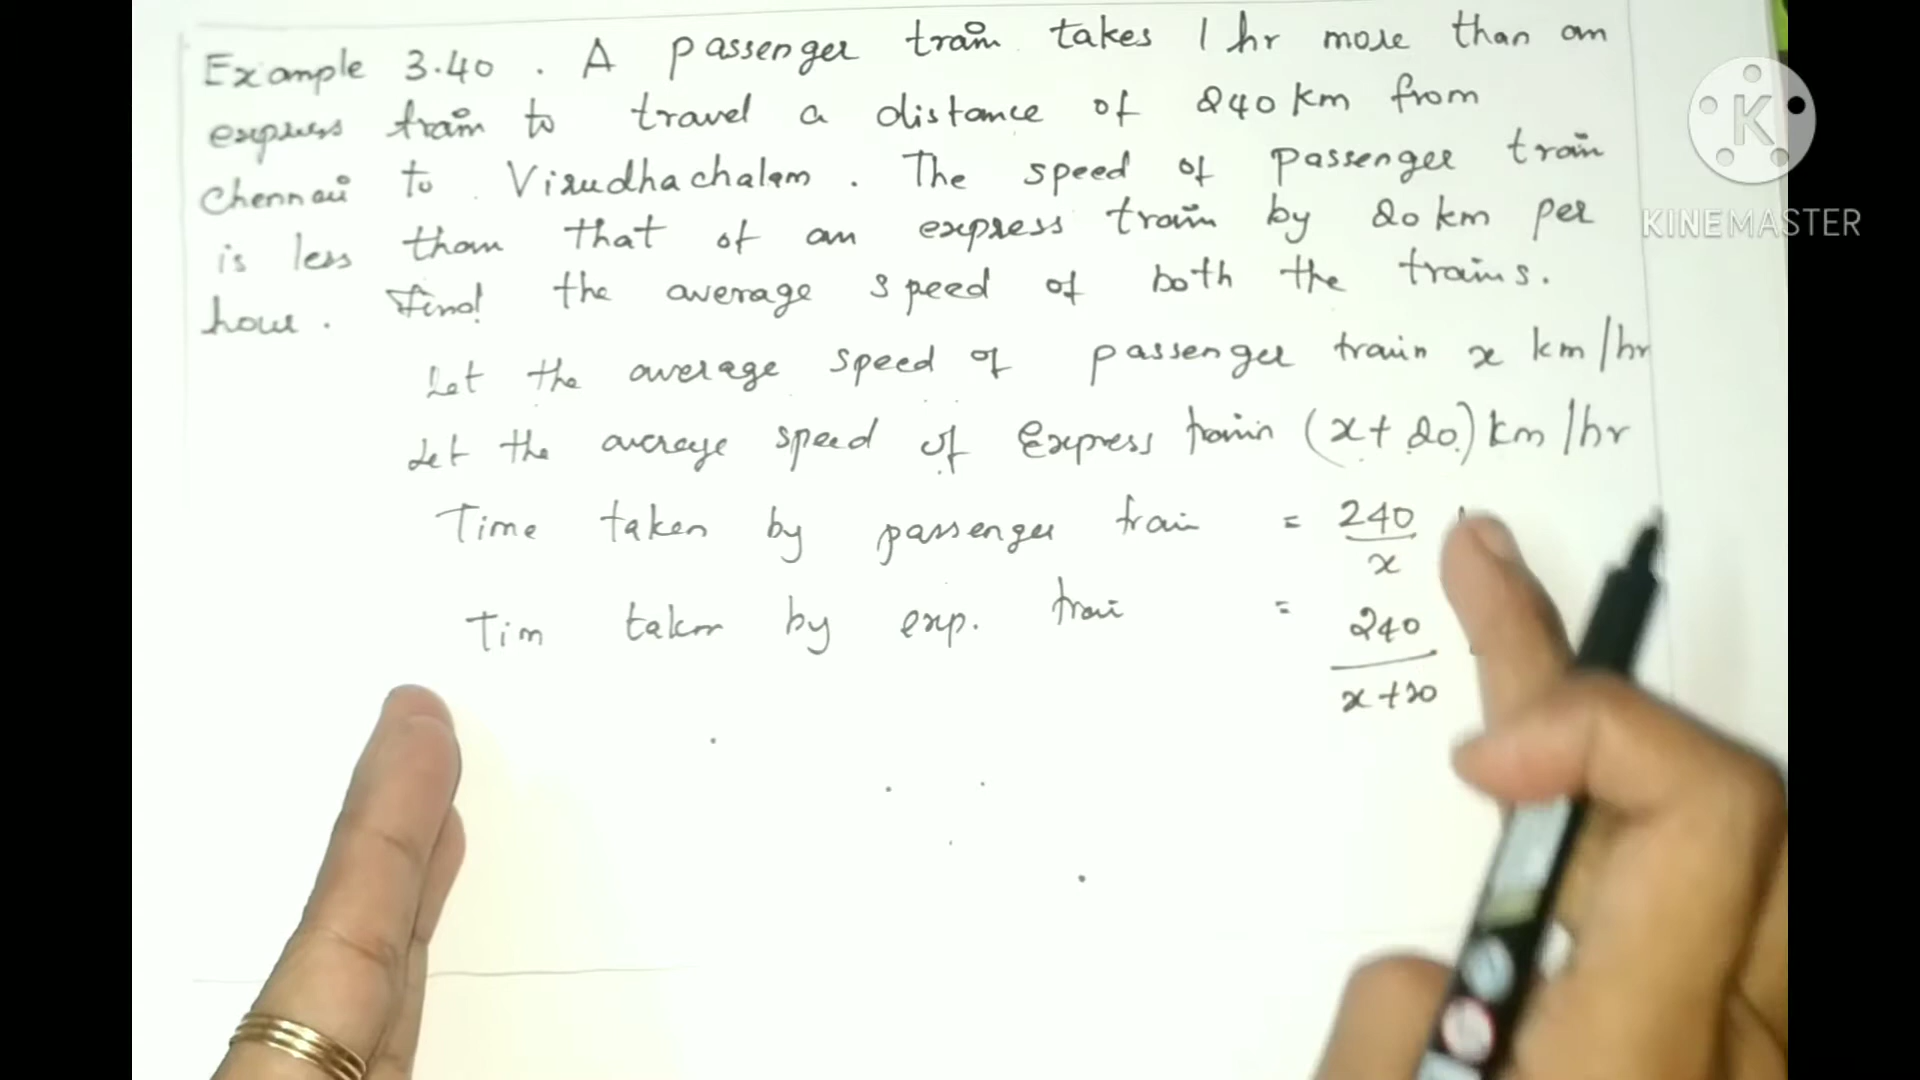 Example 3.40 . A passenger train takes 1 hr more than an
express train to travel a distance of 240 km from
Chennai to Virudhachalam . The speed of passenger train
is less than that of an express train by 20 km per
hour . Find the average speed of both the trains.
Let the average speed of passenger train x km/hr
Let the average speed of Express train (x + 20) km/hr
Time taken by passenger train = 240/x
Tim taken by exp. train = 240/x+20
K
KINEMASTER